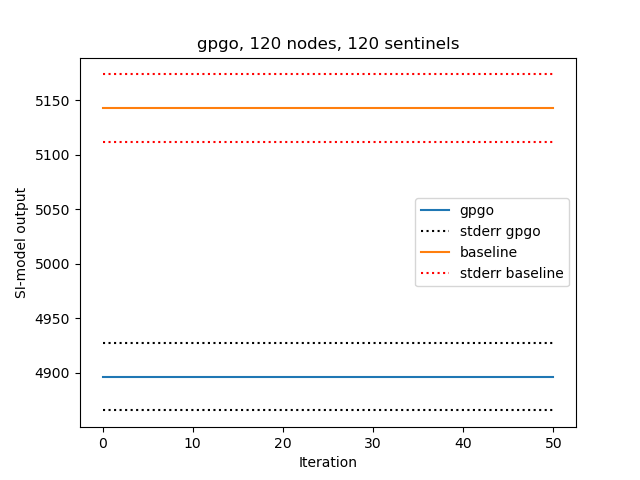 gpgo, 120 nodes, 120 sentinels
SI-model output
5150
5100
5050
5000
4950
4900
gpgo
stderr gpgo
baseline
stderr baseline
0 10 20 30 40 50
Iteration